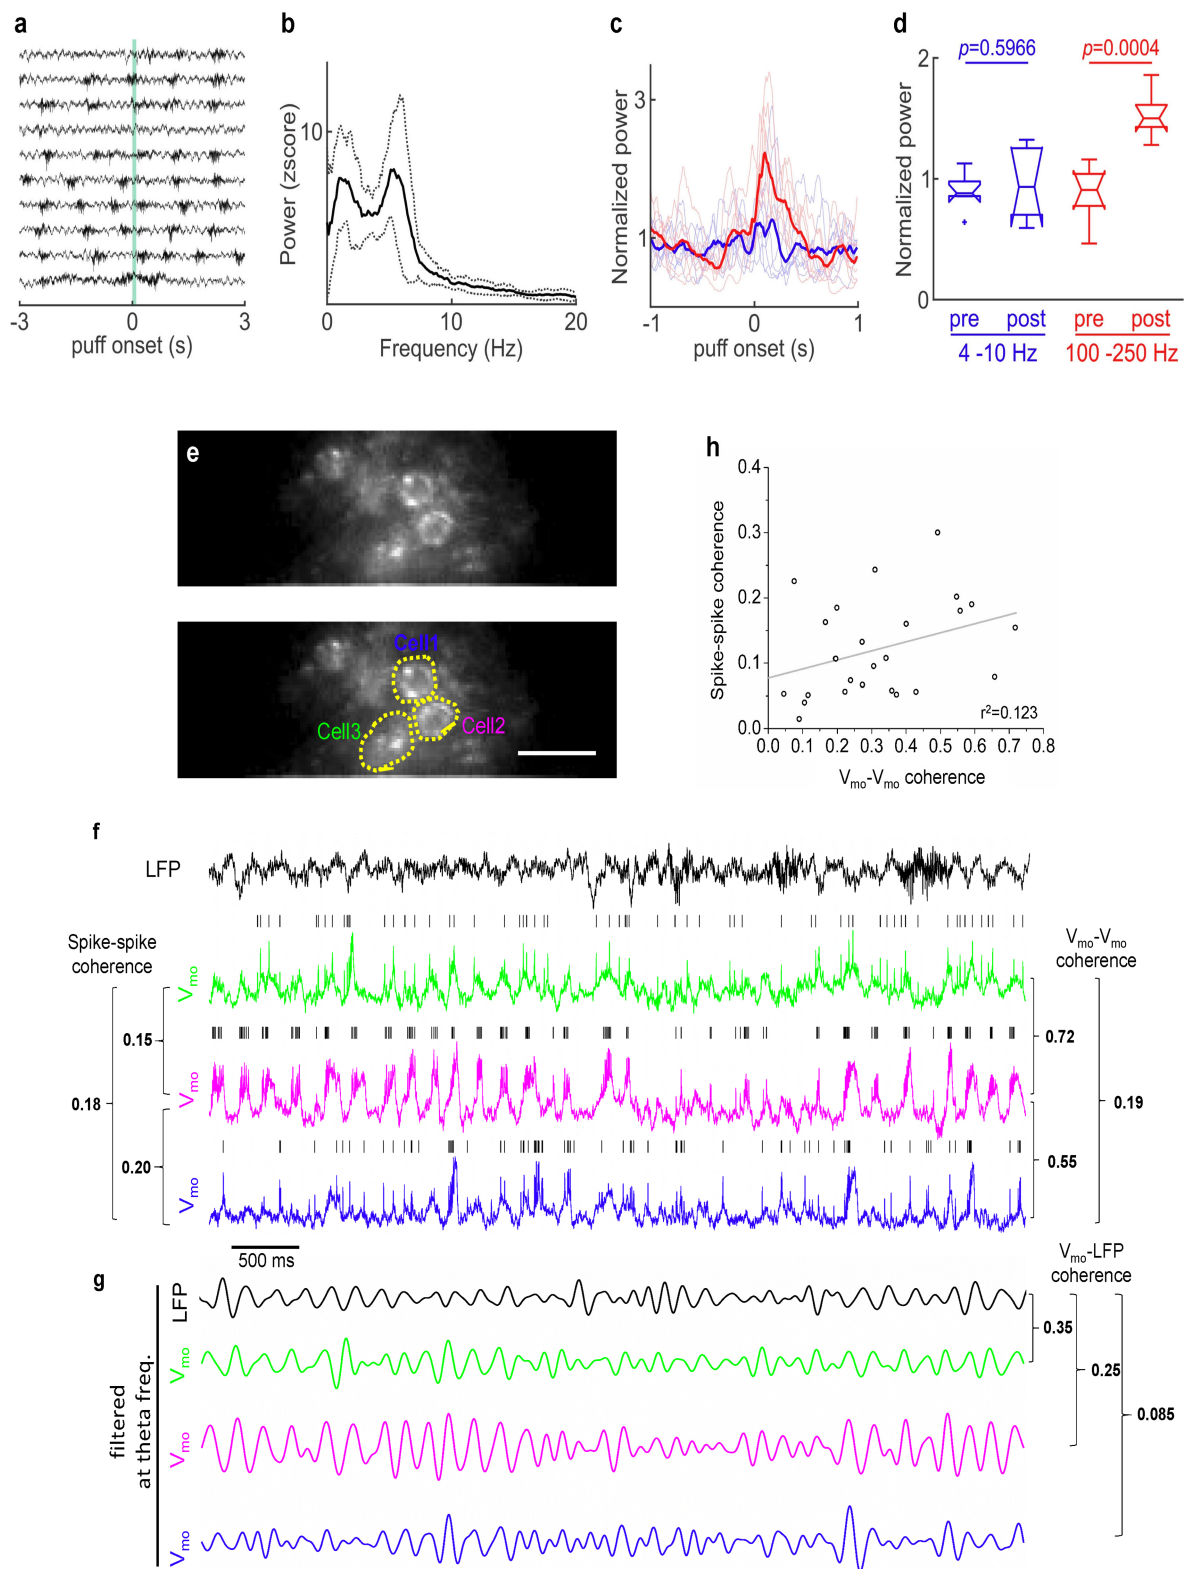 a
-3
0
3
puff onset (s)
b
Power (zscore)
10
0
10
20
Frequency (Hz)
c
Normalized power
3
1
-1
0
1
puff onset (s)
d
Normalized power
2
1
0
p=0.5966
p=0.0004
pre post pre post
4 -10 Hz
100 -250 Hz
e
Cell1
Cell2
Cell3
h
Spike-spike coherence
0.4
0.3
0.2
0.1
0.0
r²=0.123
0.0 0.1 0.2 0.3 0.4 0.5 0.6 0.7 0.8
Vmo-Vmo coherence
f
LFP
Spike-spike
coherence
Vmo-Vmo
coherence
Vmo
0.15
0.72
Vmo
0.18
0.19
0.20
0.55
Vmo
500 ms
Vmo-LFP
coherence
g
filtered
at theta freq.
LFP
0.35
Vmo
0.25
0.085
Vmo
Vmo